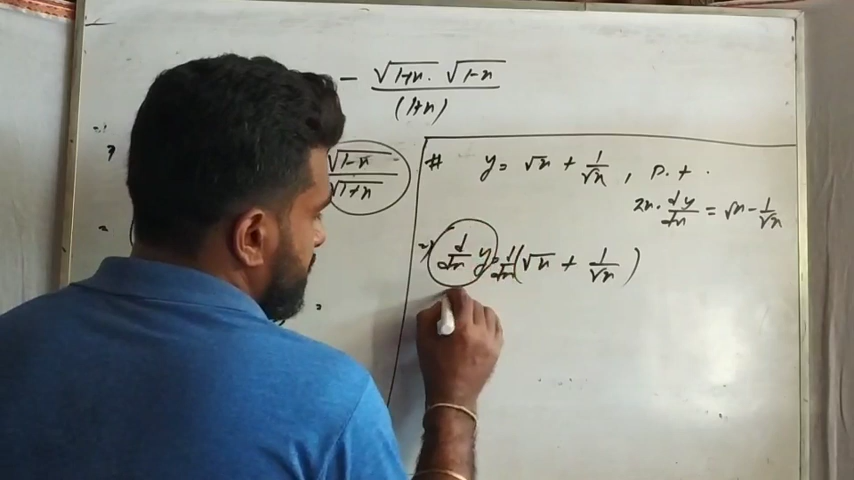 - √1+x . √1-x / (1+x)
√1-x / √1+x
# y = √x + 1/√x , P. t .
2x . dy/dx = √x - 1/√x
=) d/dx y = d/dx (√x + 1/√x )